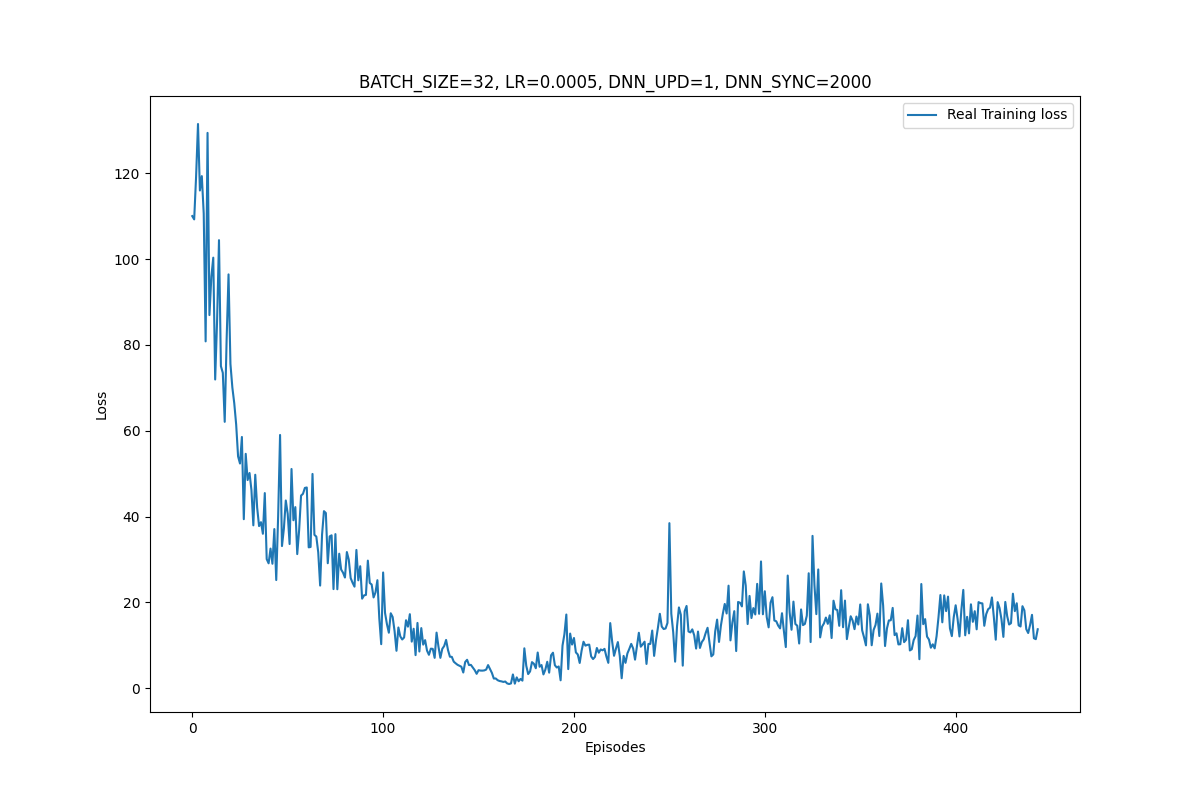 BATCH_SIZE=32, LR=0.0005, DNN_UPD=1, DNN_SYNC=2000
Real Training loss
120
100
80
60
40
20
0
Loss
0 100 200 300 400
Episodes